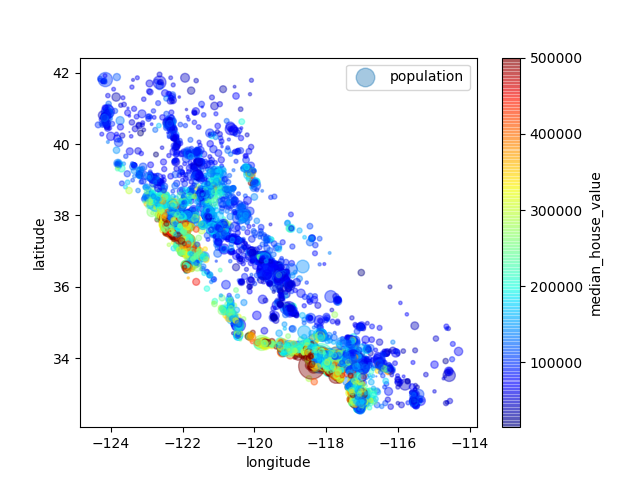 population
42
40
38
36
34
latitude
−124 −122 −120 −118 −116 −114
longitude
500000
400000
300000
200000
100000
median_house_value